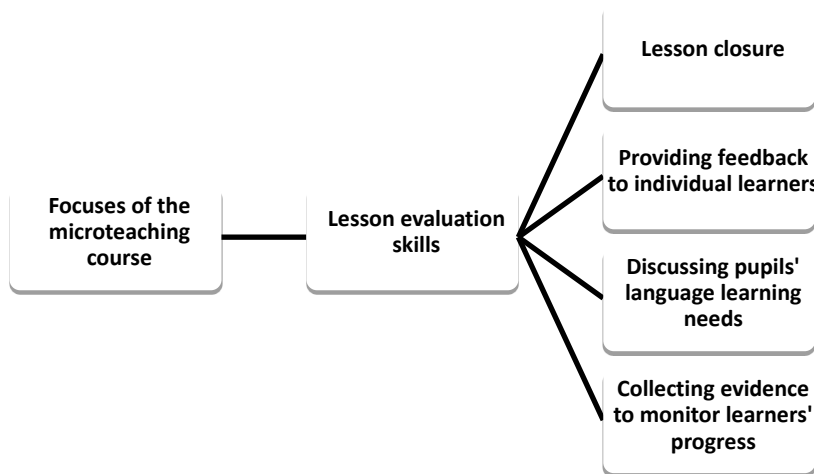 Focuses of the
microteaching
course
Lesson evaluation
skills
Lesson closure
Providing feedback
to individual learners
Discussing pupils'
language learning
needs
Collecting evidence
to monitor learners'
progress